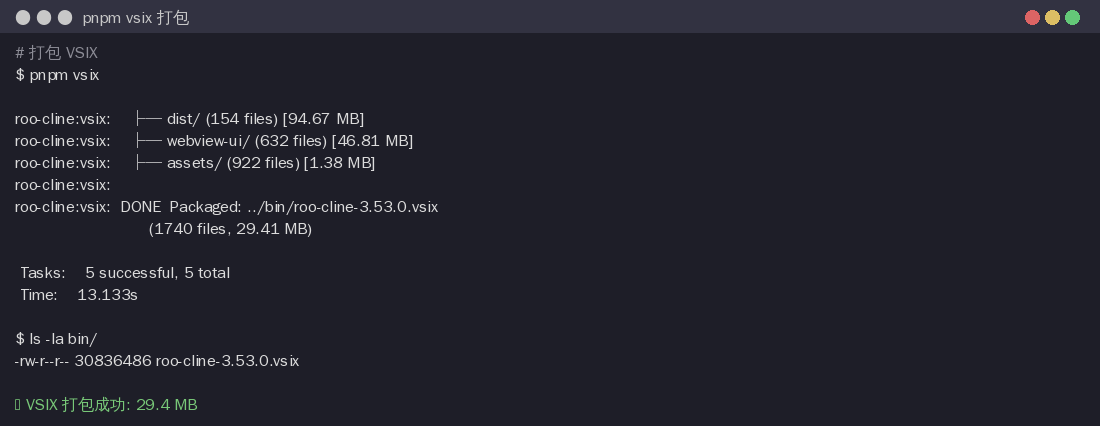 pnpm vsix 打包
# 打包 VSIX
$ pnpm vsix
roo-cline:vsix: ├── dist/ (154 files) [94.67 MB]
roo-cline:vsix: ├── webview-ui/ (632 files) [46.81 MB]
roo-cline:vsix: ├── assets/ (922 files) [1.38 MB]
roo-cline:vsix:
roo-cline:vsix: DONE Packaged: ../bin/roo-cline-3.53.0.vsix
(1740 files, 29.41 MB)
Tasks: 5 successful, 5 total
Time: 13.133s
$ ls -la bin/
-rw-r--r-- 30836486 roo-cline-3.53.0.vsix
VSIX 打包成功: 29.4 MB